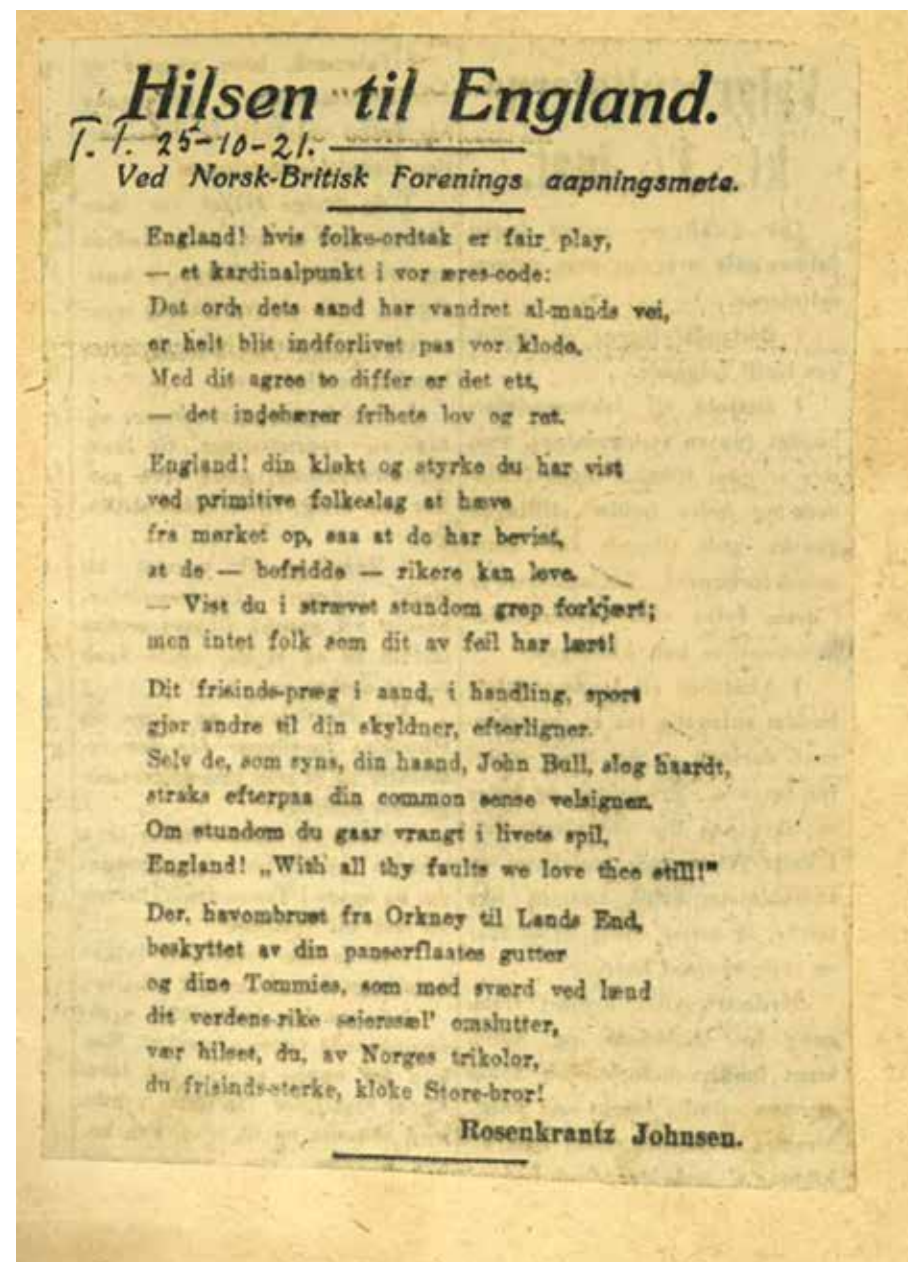 Hilsen til England.
T. T. 25-10-21.
Ved Norsk-Britisk Forenings aapningsmøte.
England! hvis folke-ordtak er fair play,
— et kardinalpunkt i vor æres-code:
Det ord, dets aand har vandret al-mands vei,
er helt blit indforlivet paa vor klode.
Med dit agree to differ er det ett,
— det indebærer frihets lov og ret.
England! din kløkt og styrke du har vist
ved primitive folkeslag at hæve
fra mørket op, saa at de har bevist,
at de — befridde — rikere kan leve.
— Vist du i strævet stundom grep forkjært;
men intet folk som dit av feil har lært!
Dit frisinds-præg i aand, i handling, sport
gjør andre til din skyldner, efterligner.
Selv de, som syns, din haand, John Bull, slog haardt,
straks efterpaa din common sense velsigner.
Om stundom du gaar vrangt i livets spil,
England! „With all thy faults we love thee still!"
Der, havombrust fra Orkney til Lands End,
beskyttet av din panserflaates gutter
og dine Tommies, som med sværd ved lænd
dit verdens-rike seierssæl' omslutter,
vær hilset, du, av Norges trikolor,
du frisinds-sterke, kloke Store-bror!
Rosenkrantz Johnsen.